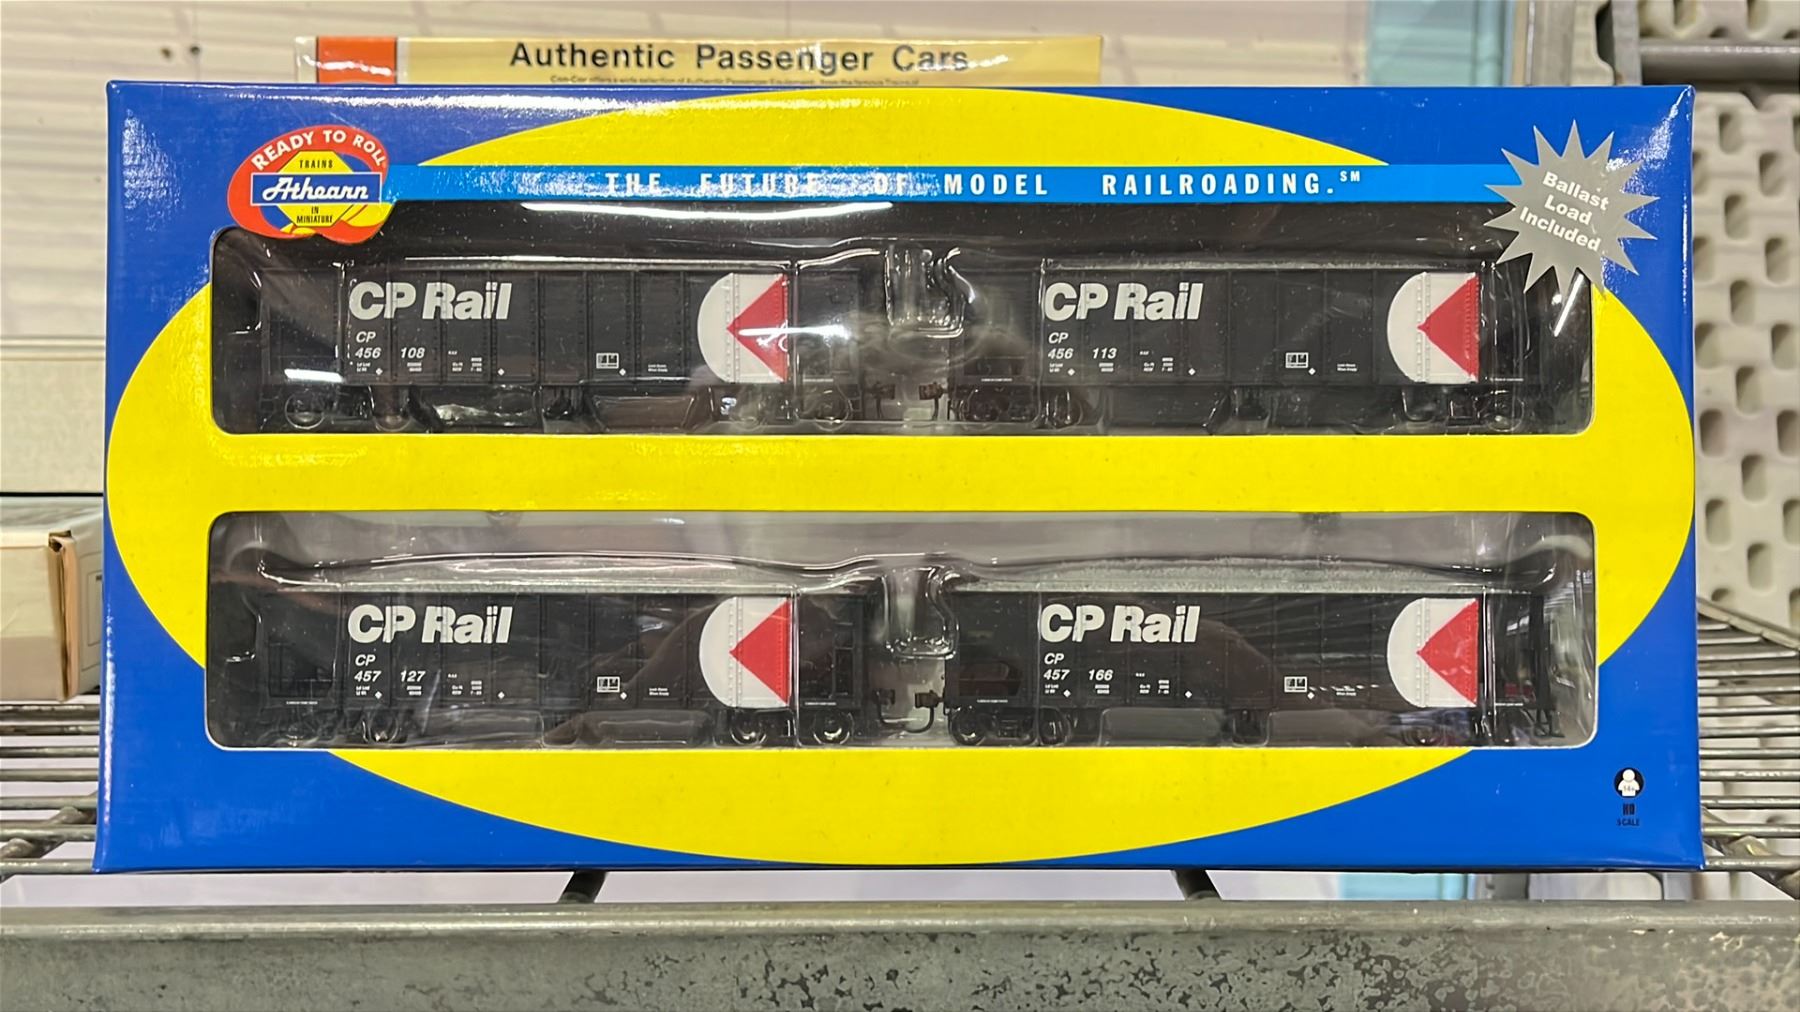 Authentic Passenger Cars
READY TO ROLL
TRAINS
Athearn
IN
MINIATURE
THE FUTURE OF MODEL RAILROADING.℠
Ballast
Load
Included
CP Rail
CP
456 108
CP Rail
CP
456 113
CP Rail
CP
457 127
CP Rail
CP
457 166
14+
HO
SCALE